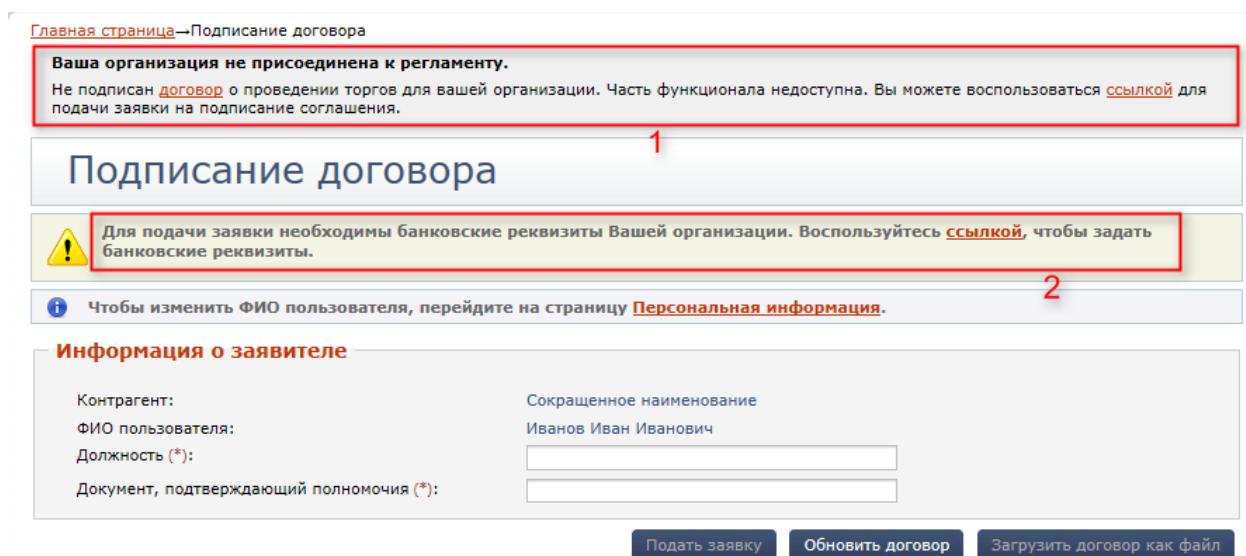 Главная страница→Подписание договора
Ваша организация не присоединена к регламенту.
Не подписан договор о проведении торгов для вашей организации. Часть функционала недоступна. Вы можете воспользоваться ссылкой для
подачи заявки на подписание соглашения.
1
Подписание договора
Для подачи заявки необходимы банковские реквизиты Вашей организации. Воспользуйтесь ссылкой, чтобы задать
банковские реквизиты.
2
Чтобы изменить ФИО пользователя, перейдите на страницу Персональная информация.
Информация о заявителе
Контрагент: Сокращенное наименование
ФИО пользователя: Иванов Иван Иванович
Должность (*):
Документ, подтверждающий полномочия (*):
Подать заявку Обновить договор Загрузить договор как файл